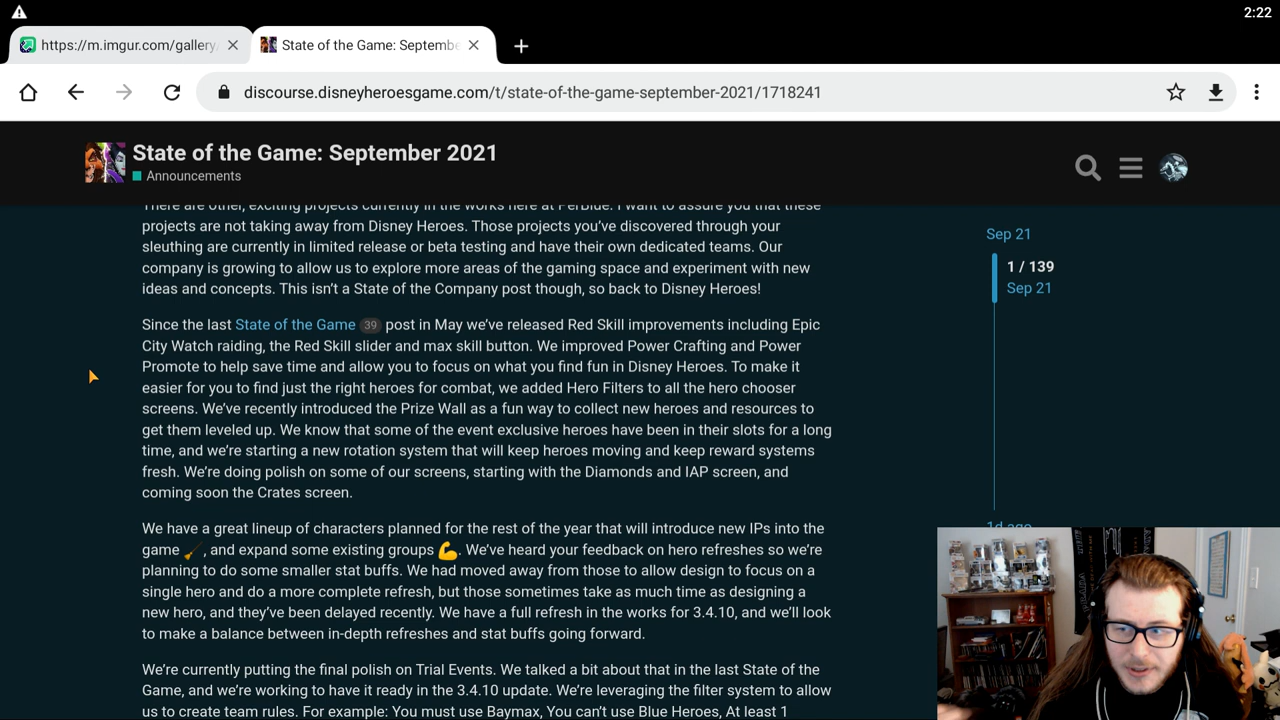 2:22
https://m.imgur.com/gallery
State of the Game: Septemb
discourse.disneyheroesgame.com/t/state-of-the-game-september-2021/1718241
State of the Game: September 2021
Announcements
There are other, exciting projects currently in the works here at PerBlue. I want to assure you that these
projects are not taking away from Disney Heroes. Those projects you've discovered through your
sleuthing are currently in limited release or beta testing and have their own dedicated teams. Our
company is growing to allow us to explore more areas of the gaming space and experiment with new
ideas and concepts. This isn't a State of the Company post though, so back to Disney Heroes!
Since the last State of the Game 39 post in May we've released Red Skill improvements including Epic
City Watch raiding, the Red Skill slider and max skill button. We improved Power Crafting and Power
Promote to help save time and allow you to focus on what you find fun in Disney Heroes. To make it
easier for you to find just the right heroes for combat, we added Hero Filters to all the hero chooser
screens. We've recently introduced the Prize Wall as a fun way to collect new heroes and resources to
get them leveled up. We know that some of the event exclusive heroes have been in their slots for a long
time, and we're starting a new rotation system that will keep heroes moving and keep reward systems
fresh. We're doing polish on some of our screens, starting with the Diamonds and IAP screen, and
coming soon the Crates screen.
We have a great lineup of characters planned for the rest of the year that will introduce new IPs into the
game , and expand some existing groups 💪. We've heard your feedback on hero refreshes so we're
planning to do some smaller stat buffs. We had moved away from those to allow design to focus on a
single hero and do a more complete refresh, but those sometimes take as much time as designing a
new hero, and they've been delayed recently. We have a full refresh in the works for 3.4.10, and we'll look
to make a balance between in-depth refreshes and stat buffs going forward.
We're currently putting the final polish on Trial Events. We talked a bit about that in the last State of the
Game, and we're working to have it ready in the 3.4.10 update. We're leveraging the filter system to allow
us to create team rules. For example: You must use Baymax, You can't use Blue Heroes, At least 1
Sep 21
1 / 139
Sep 21
1d ago